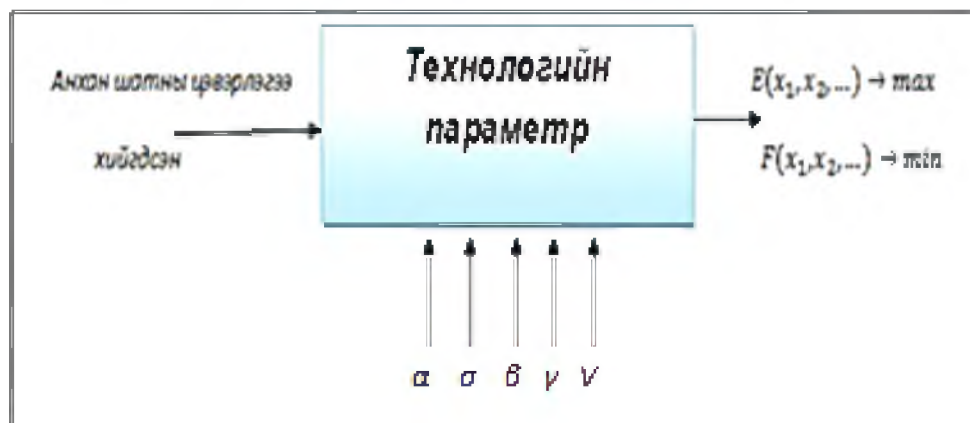 Анхан шатны цэвэрлэгээ
хийгдсэн
Технологийн
параметр
E(x₁,x₂,...) → max
F(x₁,x₂,...) → min
α σ β γ V